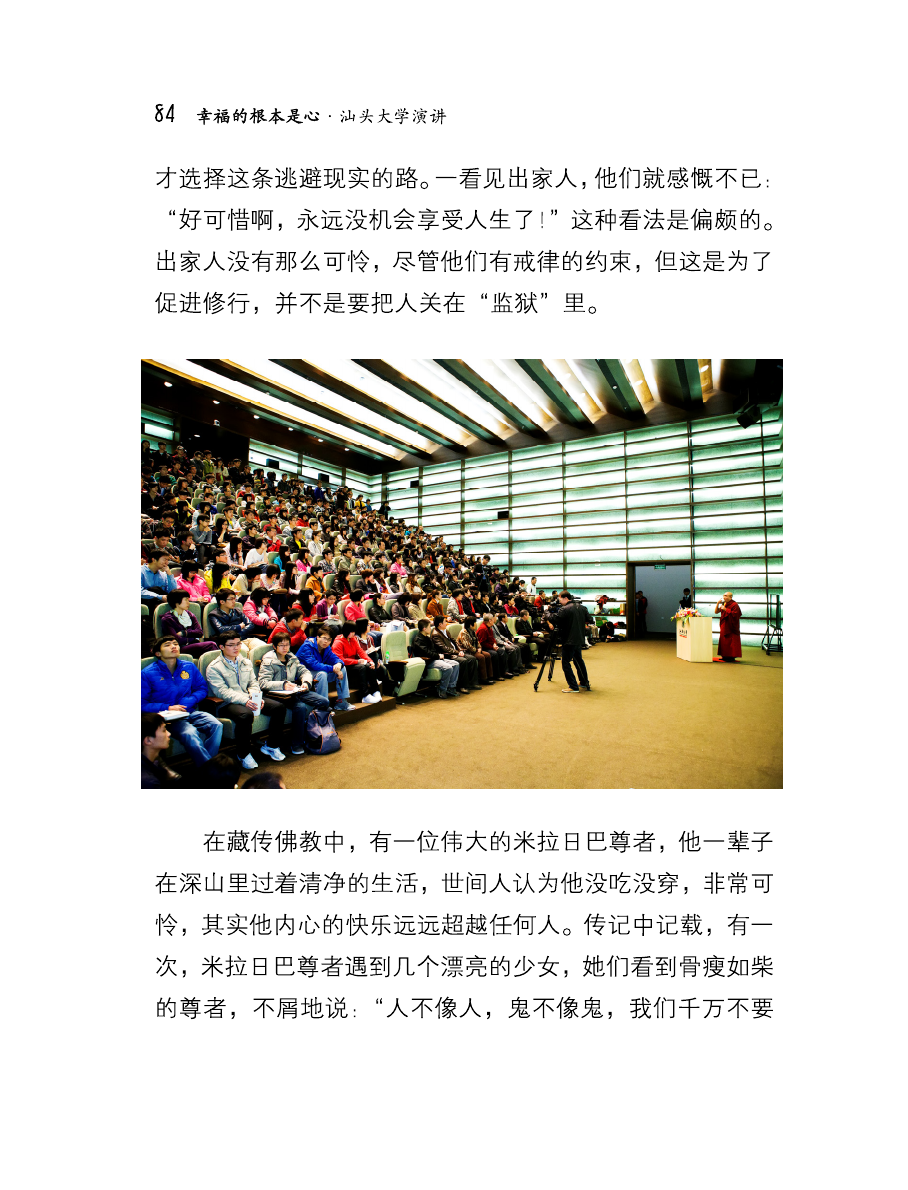 84 幸福的根本是心·汕头大学演讲
才选择这条逃避现实的路。一看见出家人，他们就感慨不已：
“好可惜啊，永远没机会享受人生了！”这种看法是偏颇的。
出家人没有那么可怜，尽管他们有戒律的约束，但这是为了
促进修行，并不是要把人关在“监狱”里。
在藏传佛教中，有一位伟大的米拉日巴尊者，他一辈子
在深山里过着清净的生活，世间人认为他没吃没穿，非常可
怜，其实他内心的快乐远远超越任何人。传记中记载，有一
次，米拉日巴尊者遇到几个漂亮的少女，她们看到骨瘦如柴
的尊者，不屑地说：“人不像人，鬼不像鬼，我们千万不要